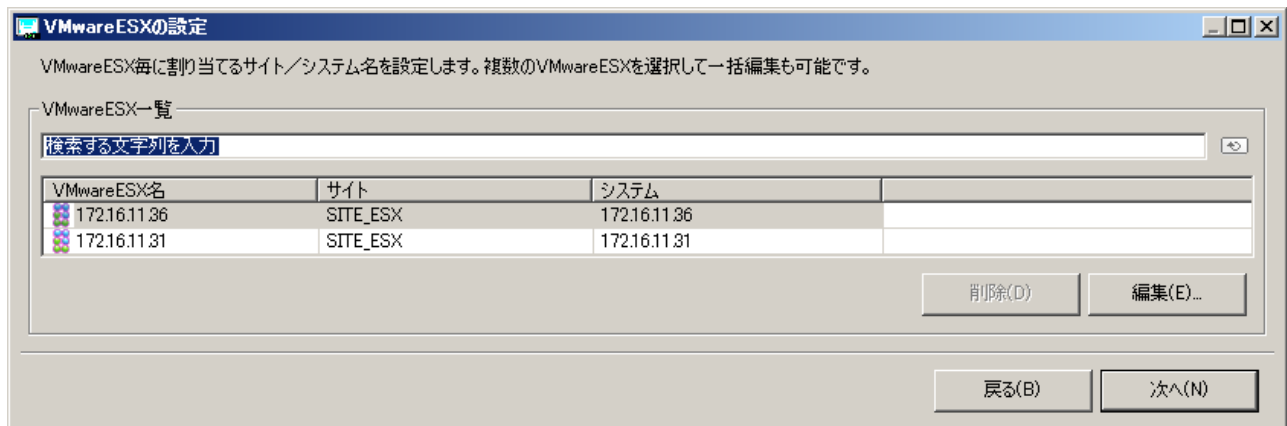 VMwareESXの設定
VMwareESX毎に割り当てるサイト／システム名を設定します。複数のVMwareESXを選択して一括編集も可能です。
VMwareESX一覧
検索する文字列を入力
VMwareESX名 サイト システム
172.16.11.36 SITE_ESX 172.16.11.36
172.16.11.31 SITE_ESX 172.16.11.31
削除(D) 編集(E)...
戻る(B) 次へ(N)